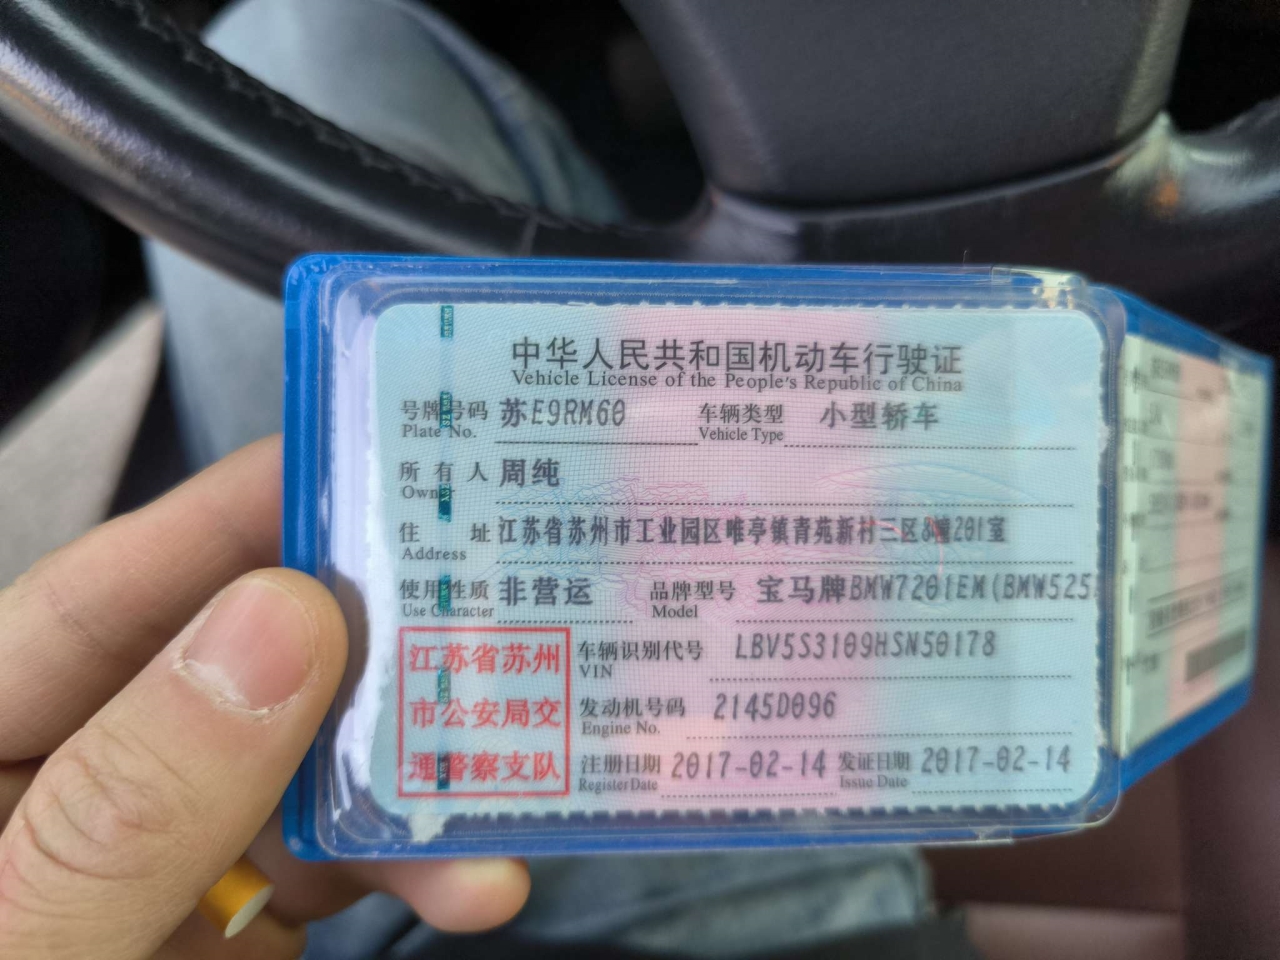 中华人民共和国机动车行驶证
Vehicle License of the People's Republic of China
号牌号码 苏E9RM60 车辆类型 小型轿车
Plate No. Vehicle Type
所有人 周纯
Owner
住址 江苏省苏州市工业园区唯亭镇青苑新村三区8幢201室
Address
使用性质 非营运 品牌型号 宝马牌BMW7201EM(BMW525
Use Character Model
江苏省苏州
市公安局交
通警察支队
车辆识别代号 LBV5S3109HSN50178
VIN
发动机号码 2145D096
Engine No.
注册日期 2017-02-14 发证日期 2017-02-14
Register Date Issue Date